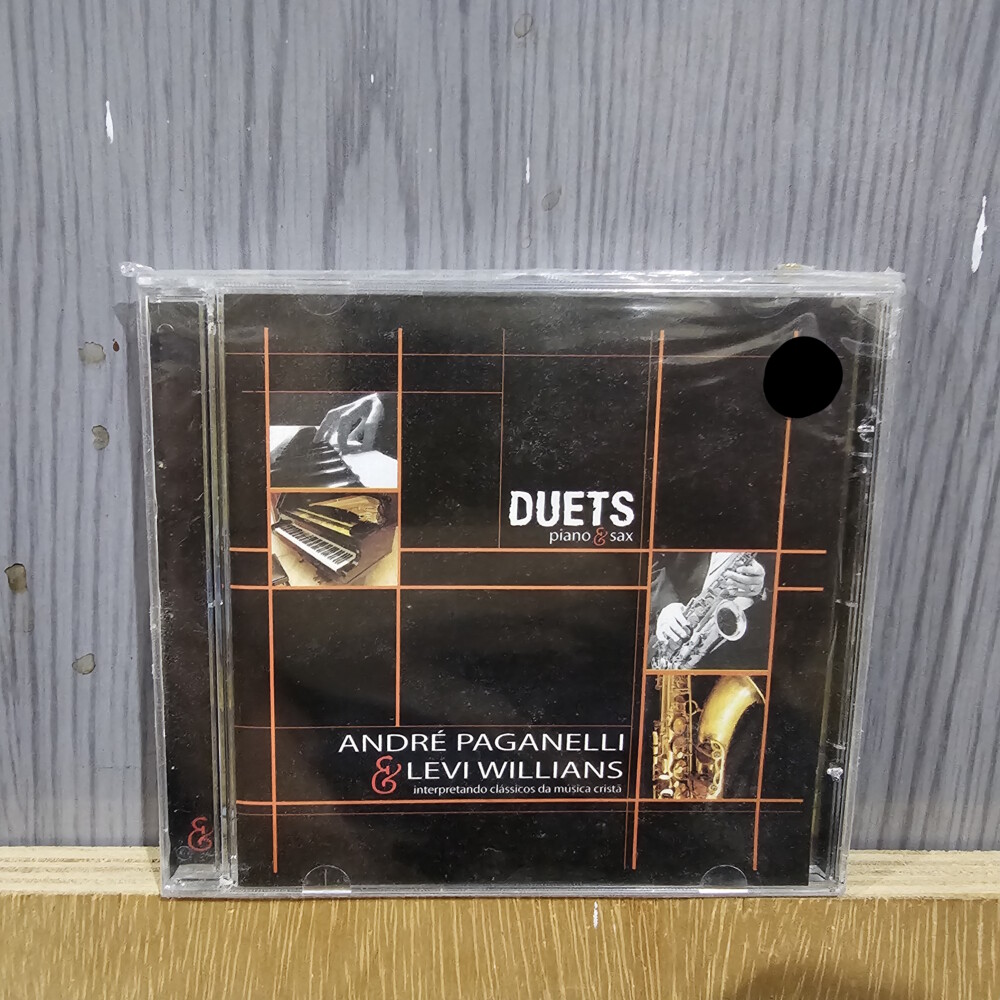 DUETS
piano & sax
ANDRÉ PAGANELLI
& LEVI WILLIANS
interpretando clássicos da música cristã
&